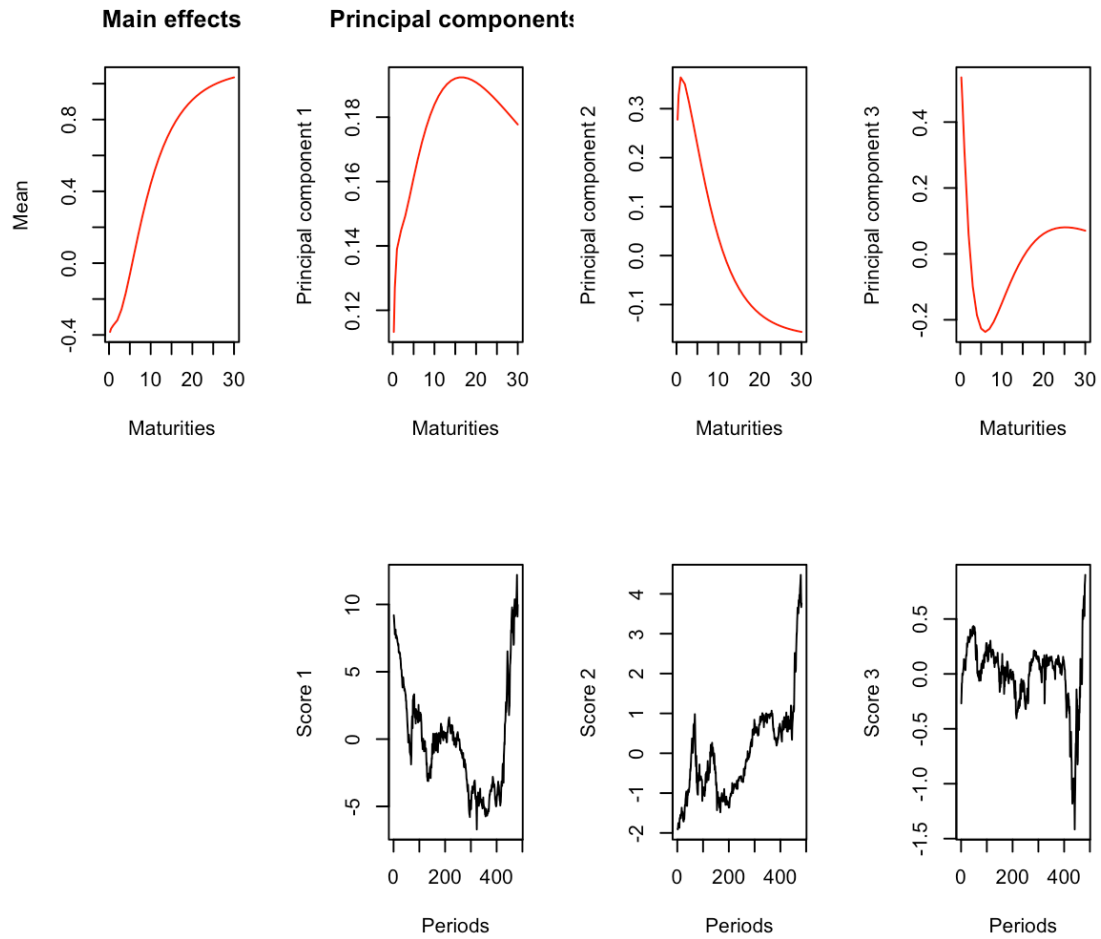 Main effects
Principal components
Mean
0.8
0.4
0.0
-0.4
0 10 20 30
Maturities
Principal component 1
0.18
0.16
0.14
0.12
0 10 20 30
Maturities
Principal component 2
0.3
0.2
0.1
0.0
-0.1
0 10 20 30
Maturities
Principal component 3
0.4
0.2
0.0
-0.2
0 10 20 30
Maturities
Score 1
10
5
0
-5
0 200 400
Periods
Score 2
4
3
2
1
0
-1
-2
0 200 400
Periods
Score 3
0.5
0.0
-0.5
-1.0
-1.5
0 200 400
Periods